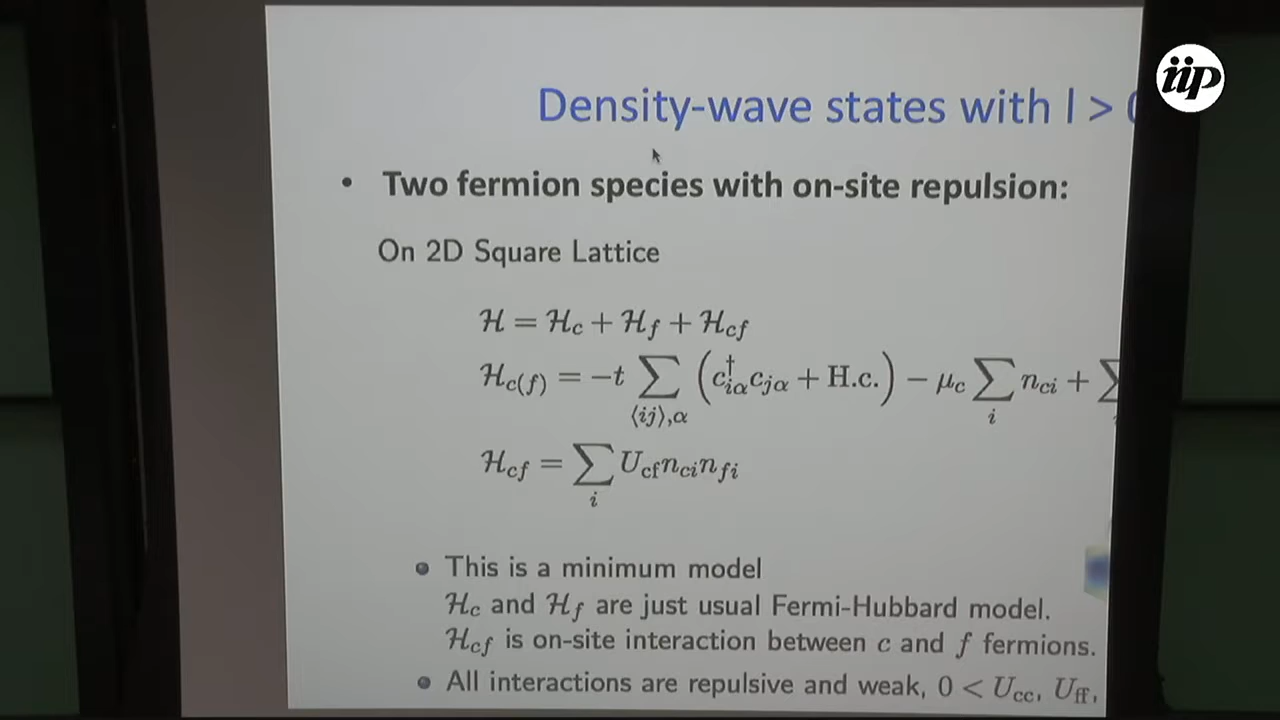 iip
Density-wave states with l >
• Two fermion species with on-site repulsion:
On 2D Square Lattice
ℋ = ℋ_c + ℋ_f + ℋ_cf
ℋ_c(f) = −t ∑_⟨ij⟩,α (c†_iα c_jα + H.c.) − μ_c ∑_i n_ci + ∑
ℋ_cf = ∑_i U_cf n_ci n_fi
• This is a minimum model
ℋ_c and ℋ_f are just usual Fermi-Hubbard model.
ℋ_cf is on-site interaction between c and f fermions.
• All interactions are repulsive and weak, 0 < U_cc, U_ff,